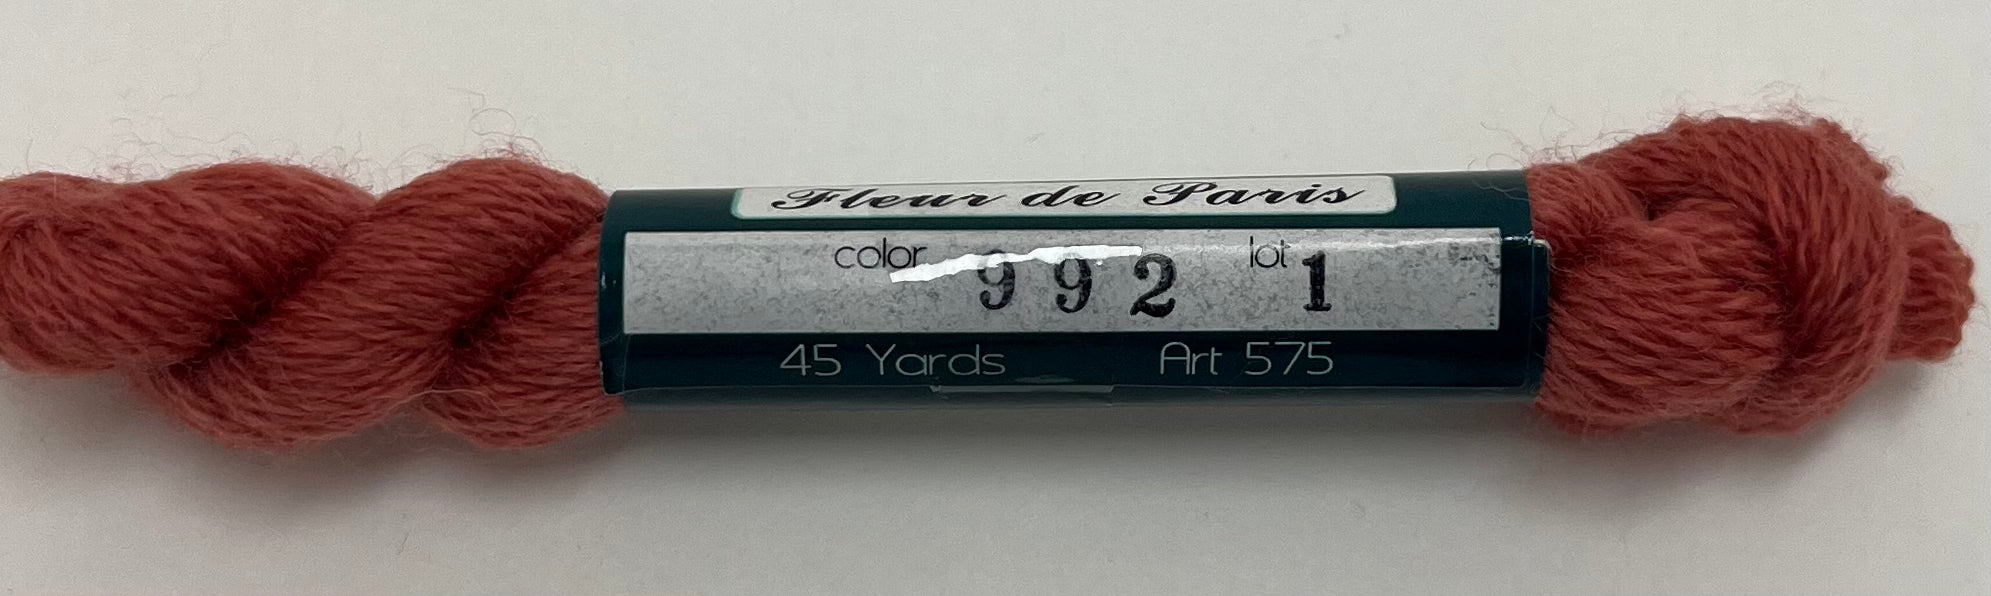 Fleur de Paris
color 992 lot 1
45 Yards Art 575